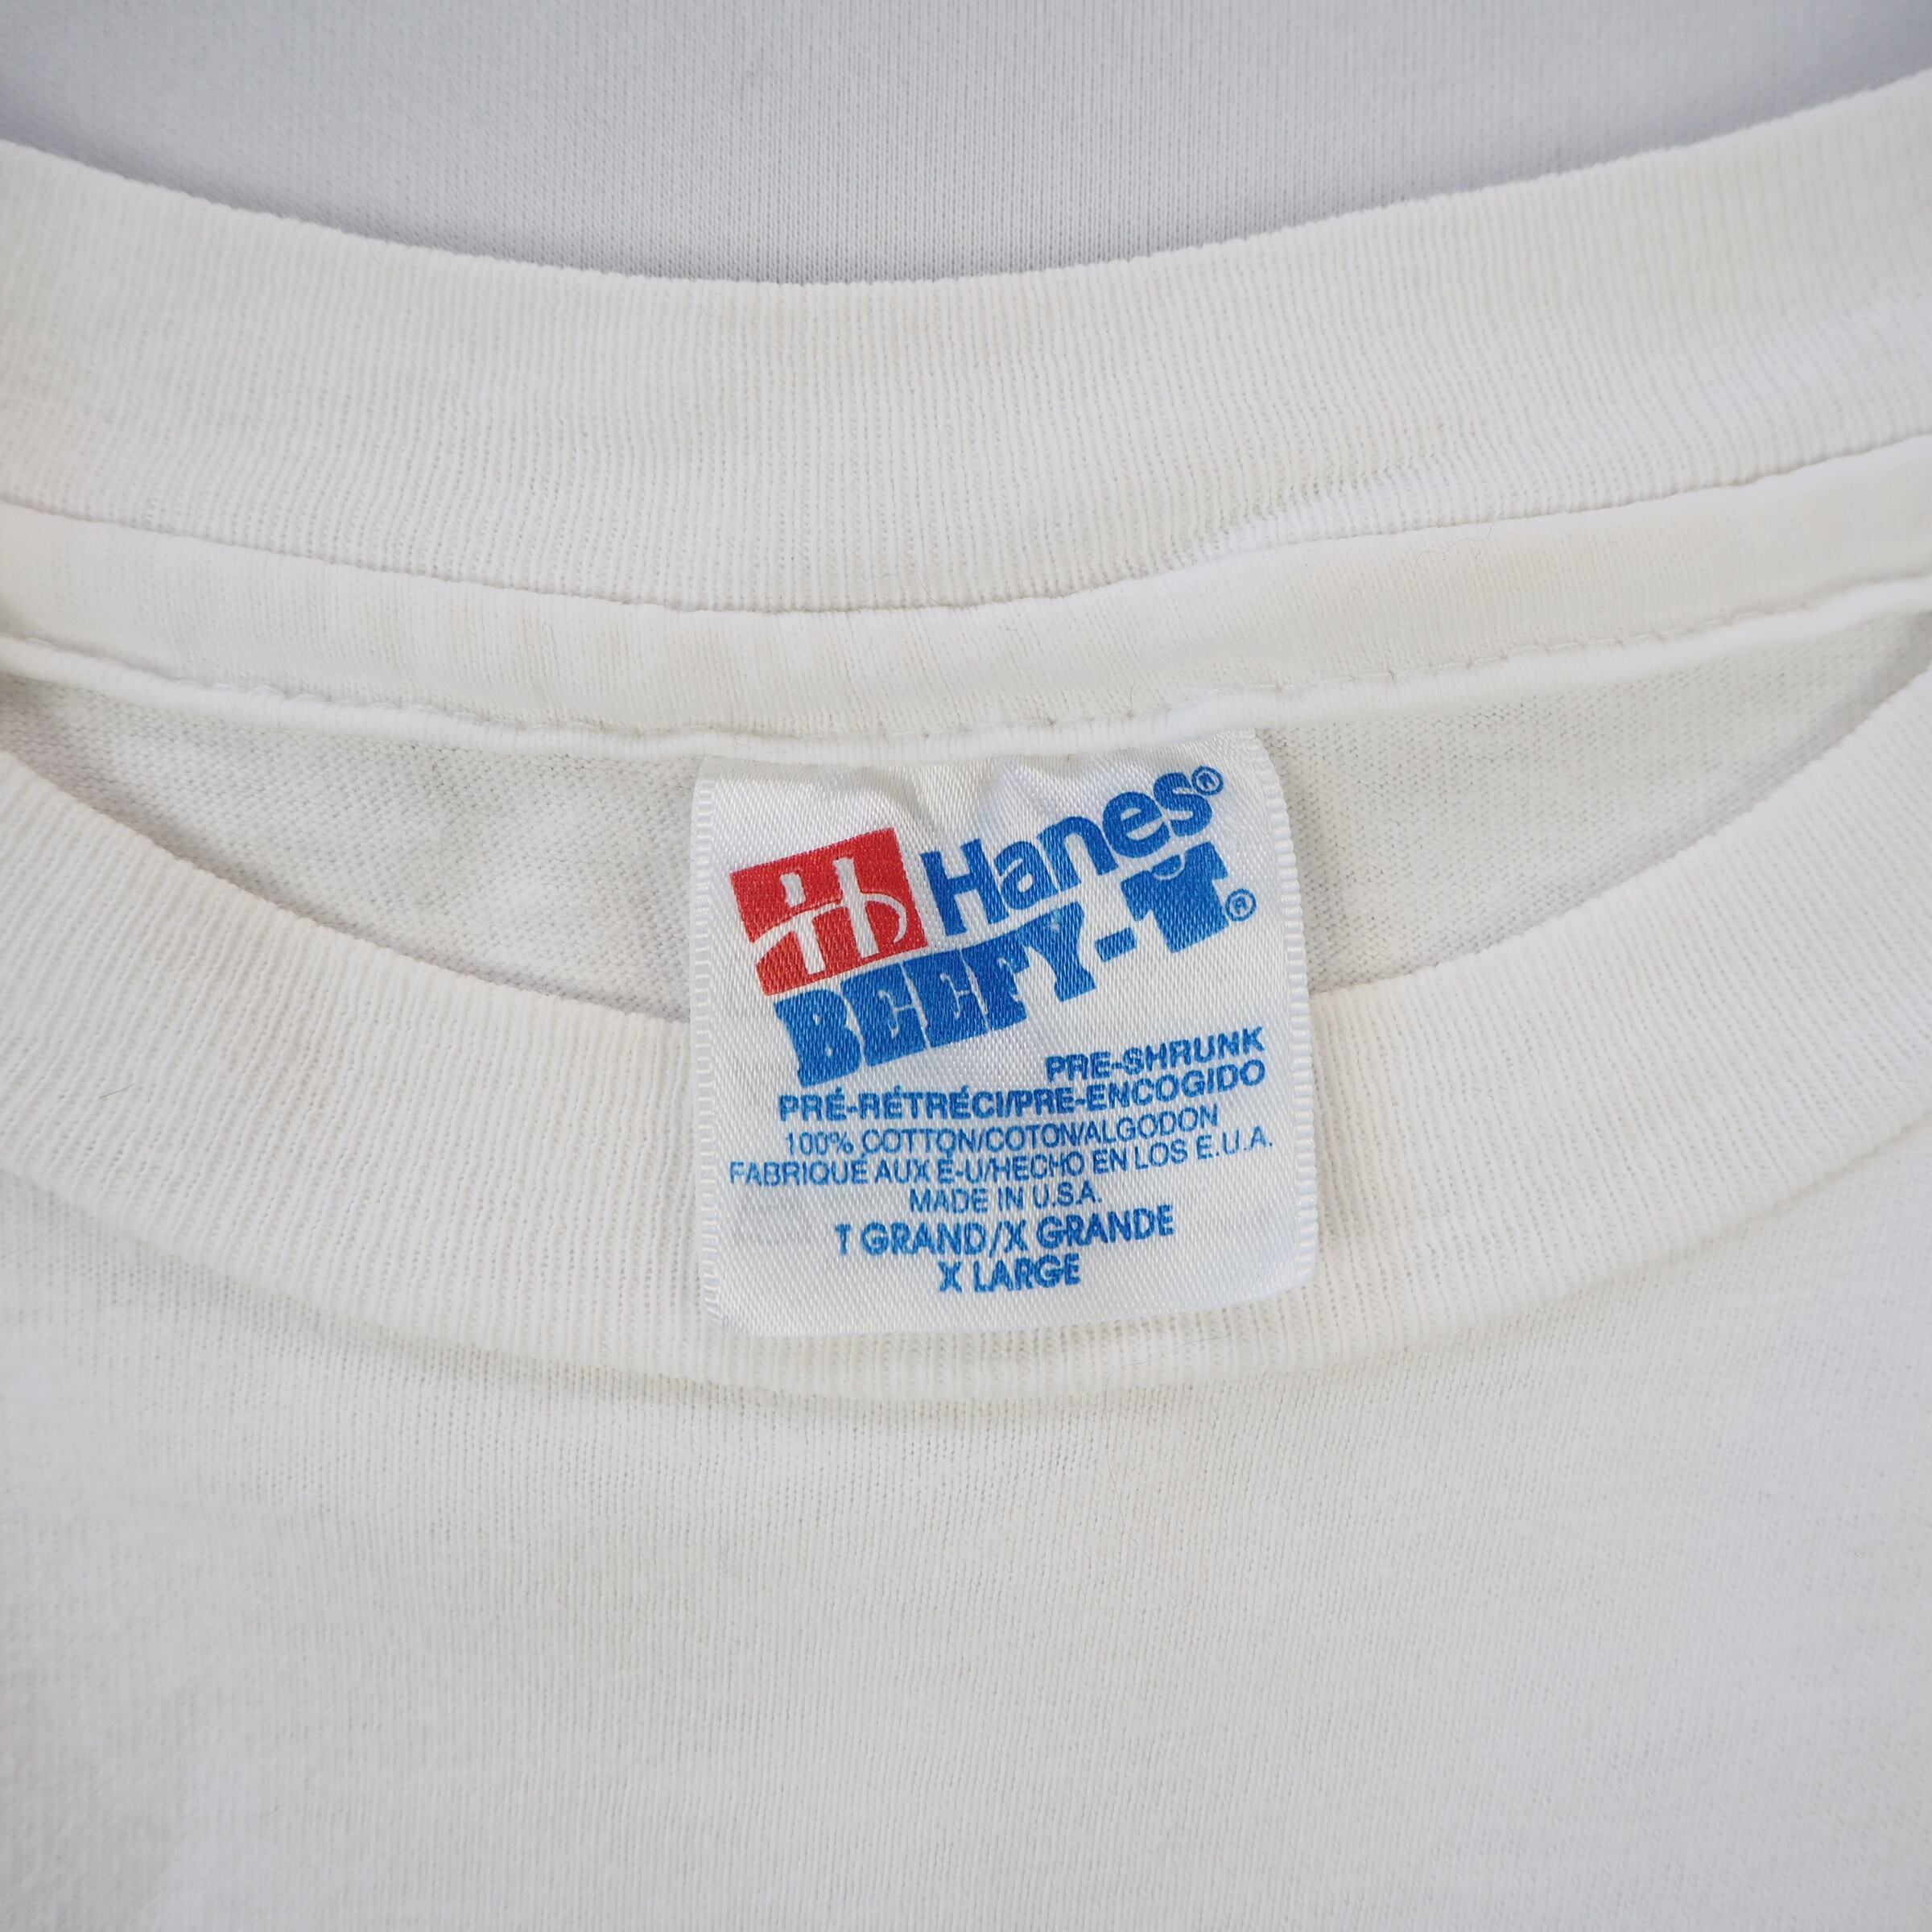 Hanes®
BEEFY-T®
PRE-SHRUNK
PRÉ-RÉTRÉCI/PRE-ENCOGIDO
100% COTTON/COTON/ALGODON
FABRIQUÉ AUX É-U/HECHO EN LOS E.U.A.
MADE IN U.S.A.
T GRAND/X GRANDE
X LARGE